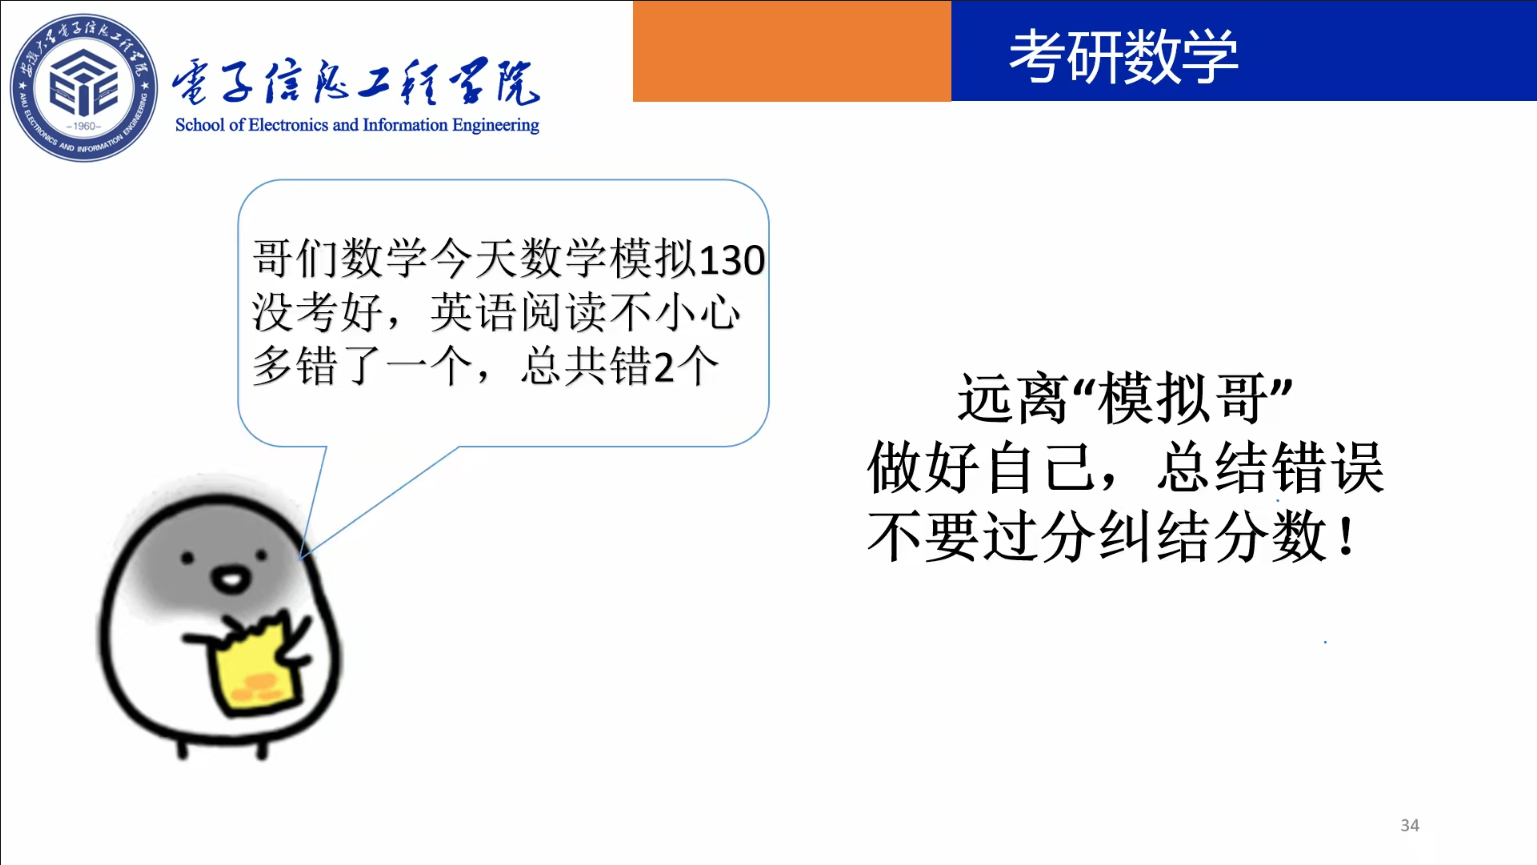 安徽大学电子信息工程学院
1960
AHU ELECTRONICS AND INFORMATION ENGINEERING
電子信息工程学院
School of Electronics and Information Engineering
考研数学
哥们数学今天数学模拟130
没考好，英语阅读不小心
多错了一个，总共错2个
远离“模拟哥”
做好自己，总结错误
不要过分纠结分数！
34